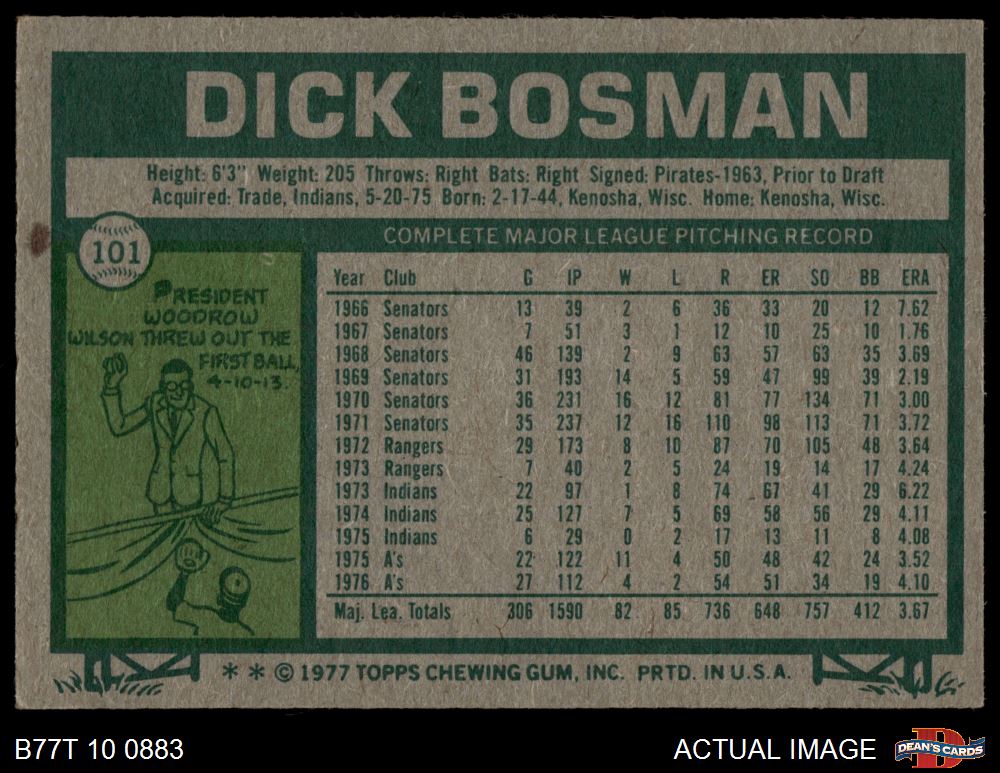 DICK BOSMAN
Height: 6'3" Weight: 205 Throws: Right Bats: Right Signed: Pirates-1963, Prior to Draft
Acquired: Trade, Indians, 5-20-75 Born: 2-17-44, Kenosha, Wisc. Home: Kenosha, Wisc.
101
PRESIDENT
WOODROW
WILSON THREW OUT THE
FIRST BALL,
4-10-13.
COMPLETE MAJOR LEAGUE PITCHING RECORD
Year Club G IP W L R ER SO BB ERA
1966 Senators 13 39 2 6 36 33 20 12 7.62
1967 Senators 7 51 3 1 12 10 25 10 1.76
1968 Senators 46 139 2 9 63 57 63 35 3.69
1969 Senators 31 193 14 5 59 47 99 39 2.19
1970 Senators 36 231 16 12 81 77 134 71 3.00
1971 Senators 35 237 12 16 110 98 113 71 3.72
1972 Rangers 29 173 8 10 87 70 105 48 3.64
1973 Rangers 7 40 2 5 24 19 14 17 4.24
1973 Indians 22 97 1 8 74 67 41 29 6.22
1974 Indians 25 127 7 5 69 58 56 29 4.11
1975 Indians 6 29 0 2 17 13 11 8 4.08
1975 A's 22 122 11 4 50 48 42 24 3.52
1976 A's 27 112 4 2 54 51 34 19 4.10
Maj. Lea. Totals 306 1590 82 85 736 648 757 412 3.67
* * © 1977 TOPPS CHEWING GUM, INC. PRTD. IN U.S.A.
B77T 10 0883
ACTUAL IMAGE
D
DEAN'S CARDS